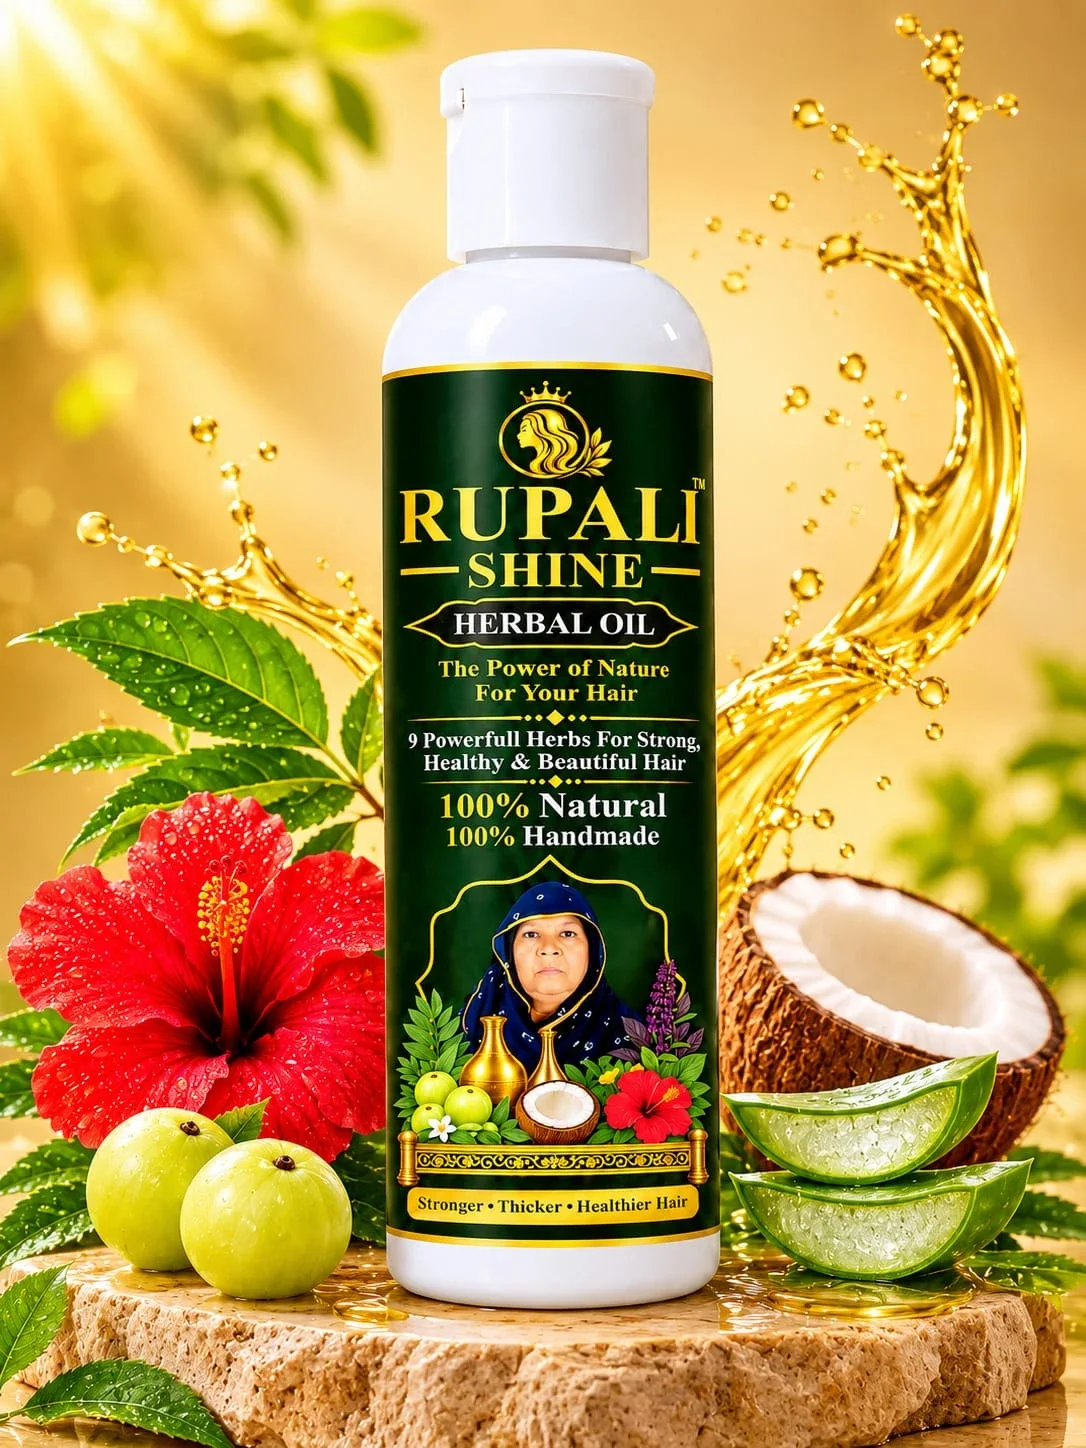 RUPALI™
SHINE
HERBAL OIL
The Power of Nature
For Your Hair
9 Powerfull Herbs For Strong,
Healthy & Beautiful Hair
100% Natural
100% Handmade
Stronger • Thicker • Healthier Hair